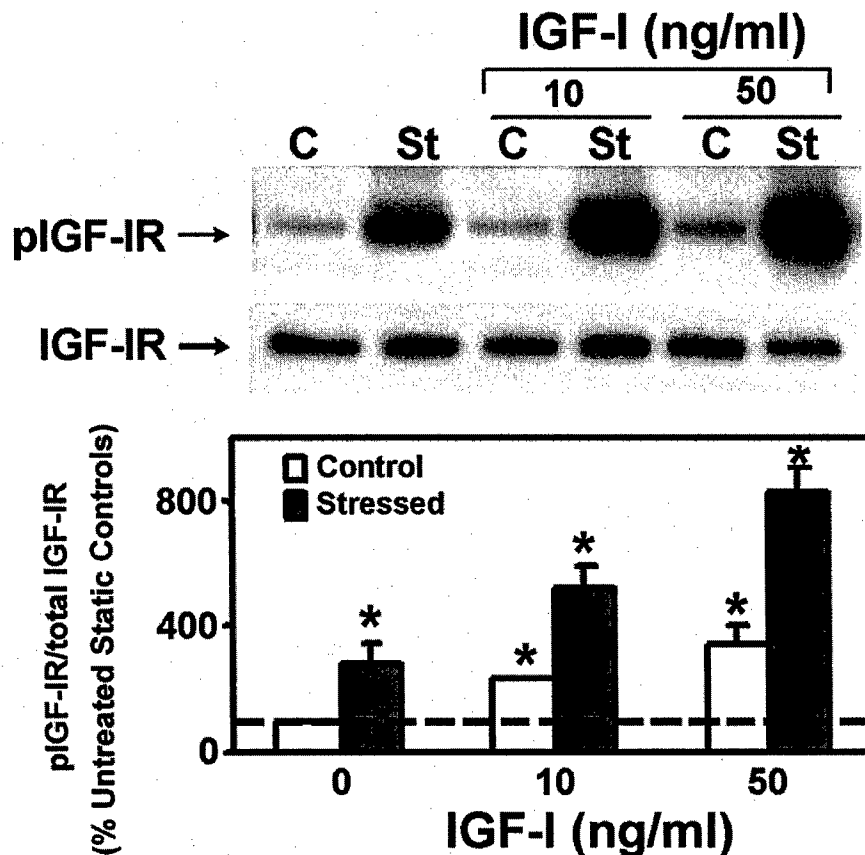 IGF-I (ng/ml)
10 50
C St C St C St
pIGF-IR →
IGF-IR →
pIGF-IR/total IGF-IR
(% Untreated Static Controls)
Control
Stressed
800
400
0
* * * * *
0 10 50
IGF-I (ng/ml)